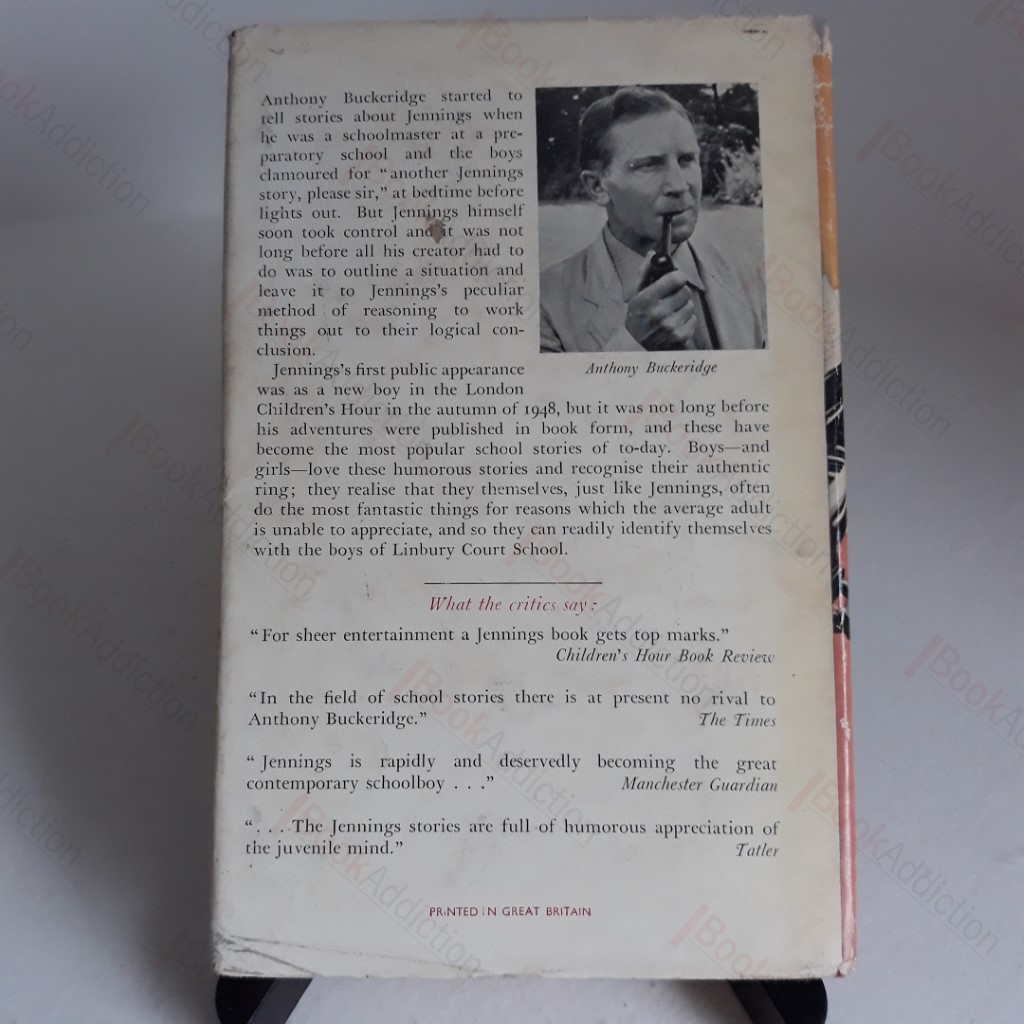 Anthony Buckeridge started to
tell stories about Jennings when
he was a schoolmaster at a pre-
paratory school and the boys
clamoured for “another Jennings
story, please sir,” at bedtime before
lights out. But Jennings himself
soon took control and it was not
long before all his creator had to
do was to outline a situation and
leave it to Jennings's peculiar
method of reasoning to work
things out to their logical con-
clusion.
Jennings's first public appearance
was as a new boy in the London
Children's Hour in the autumn of 1948, but it was not long before
his adventures were published in book form, and these have
become the most popular school stories of to-day. Boys—and
girls—love these humorous stories and recognise their authentic
ring; they realise that they themselves, just like Jennings, often
do the most fantastic things for reasons which the average adult
is unable to appreciate, and so they can readily identify themselves
with the boys of Linbury Court School.
Anthony Buckeridge
What the critics say:
“For sheer entertainment a Jennings book gets top marks.”
Children's Hour Book Review
“In the field of school stories there is at present no rival to
Anthony Buckeridge.” The Times
“Jennings is rapidly and deservedly becoming the great
contemporary schoolboy . . .” Manchester Guardian
“. . . The Jennings stories are full of humorous appreciation of
the juvenile mind.” Tatler
PRINTED IN GREAT BRITAIN
BookAddiction